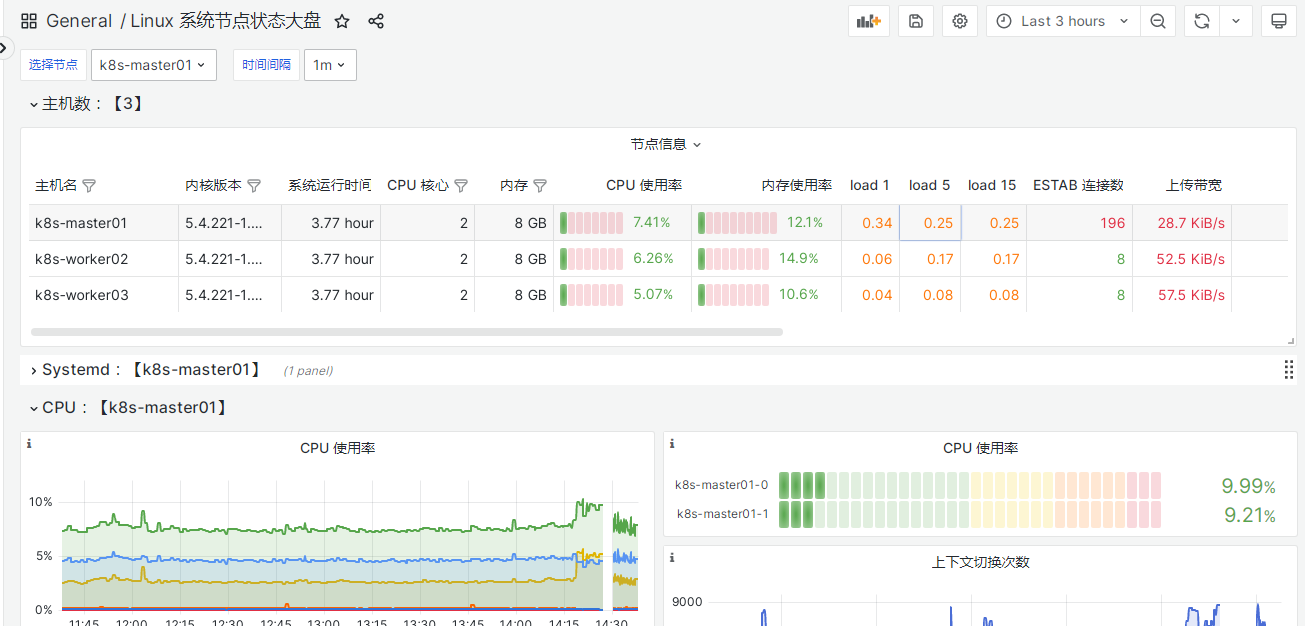 General / Linux 系统节点状态大盘 Last 3 hours
选择节点 k8s-master01 时间间隔 1m
主机数：【3】
节点信息
主机名 内核版本 系统运行时间 CPU 核心 内存 CPU 使用率 内存使用率 load 1 load 5 load 15 ESTAB 连接数 上传带宽
k8s-master01 5.4.221-1.... 3.77 hour 2 8 GB 7.41% 12.1% 0.34 0.25 0.25 196 28.7 KiB/s
k8s-worker02 5.4.221-1.... 3.77 hour 2 8 GB 6.26% 14.9% 0.06 0.17 0.17 8 52.5 KiB/s
k8s-worker03 5.4.221-1.... 3.77 hour 2 8 GB 5.07% 10.6% 0.04 0.08 0.08 8 57.5 KiB/s
Systemd：【k8s-master01】 (1 panel)
CPU：【k8s-master01】
CPU 使用率
10%
5%
0%
11:45 12:00 12:15 12:30 12:45 13:00 13:15 13:30 13:45 14:00 14:15 14:30
CPU 使用率
k8s-master01-0 9.99%
k8s-master01-1 9.21%
上下文切换次数
9000